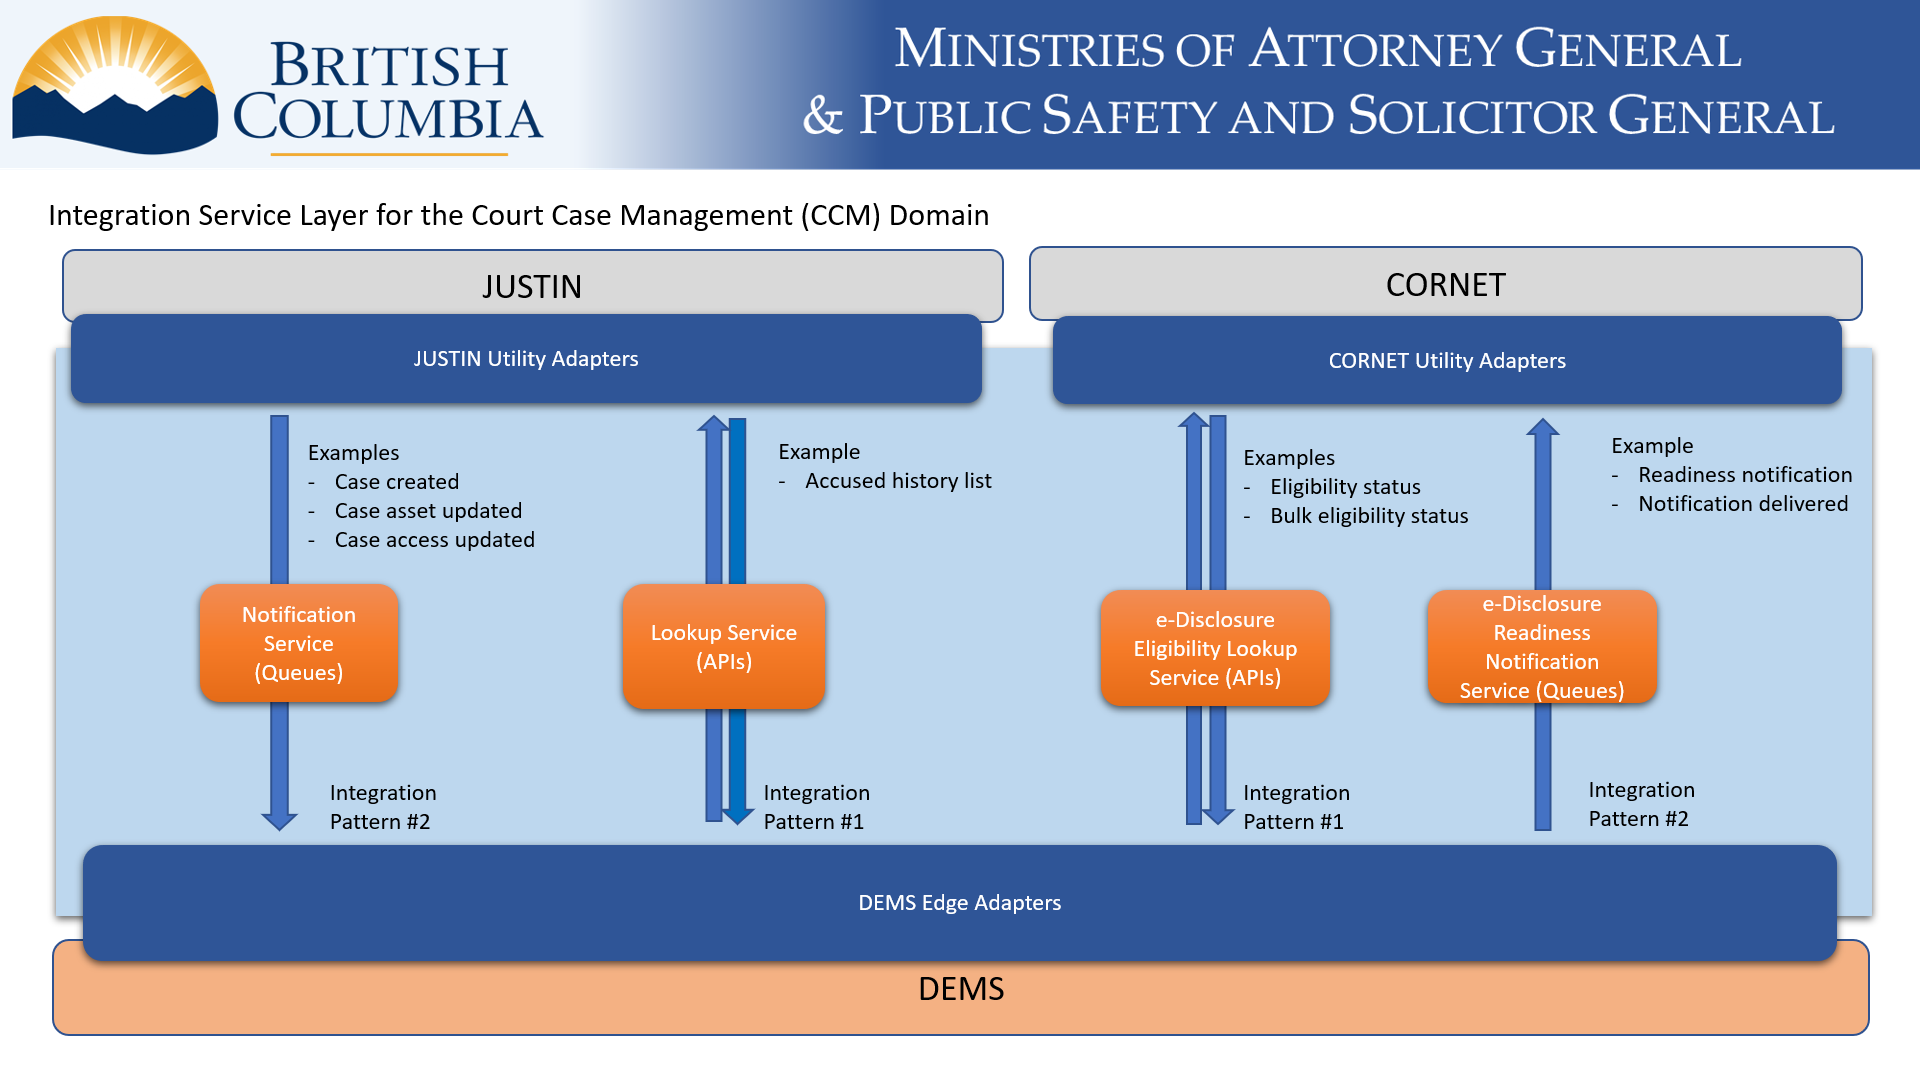 BRITISH
COLUMBIA
MINISTRIES OF ATTORNEY GENERAL
& PUBLIC SAFETY AND SOLICITOR GENERAL
Integration Service Layer for the Court Case Management (CCM) Domain
JUSTIN
CORNET
JUSTIN Utility Adapters
CORNET Utility Adapters
Examples
- Case created
- Case asset updated
- Case access updated
Example
- Accused history list
Examples
- Eligibility status
- Bulk eligibility status
Example
- Readiness notification
- Notification delivered
Notification
Service
(Queues)
Lookup Service
(APIs)
e-Disclosure
Eligibility Lookup
Service (APIs)
e-Disclosure
Readiness
Notification
Service (Queues)
Integration
Pattern #2
Integration
Pattern #1
Integration
Pattern #1
Integration
Pattern #2
DEMS Edge Adapters
DEMS